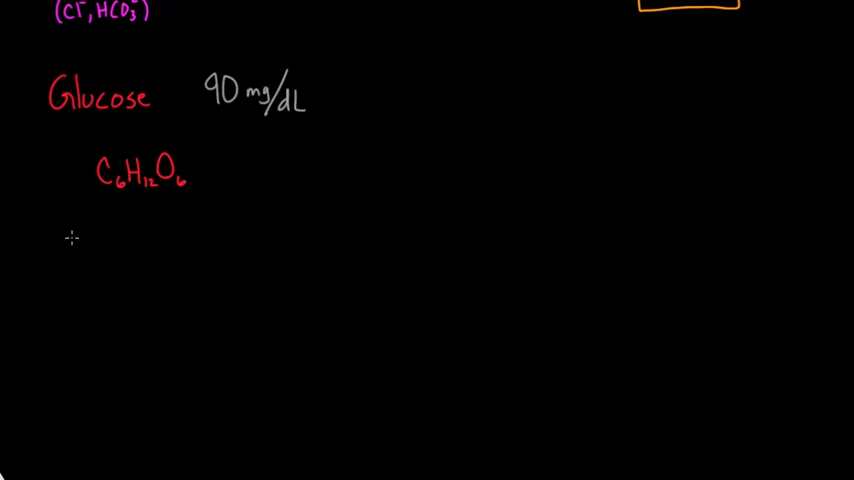 (Cl⁻, HCO₃⁻)
Glucose 90 mg/dL
C₆H₁₂O₆